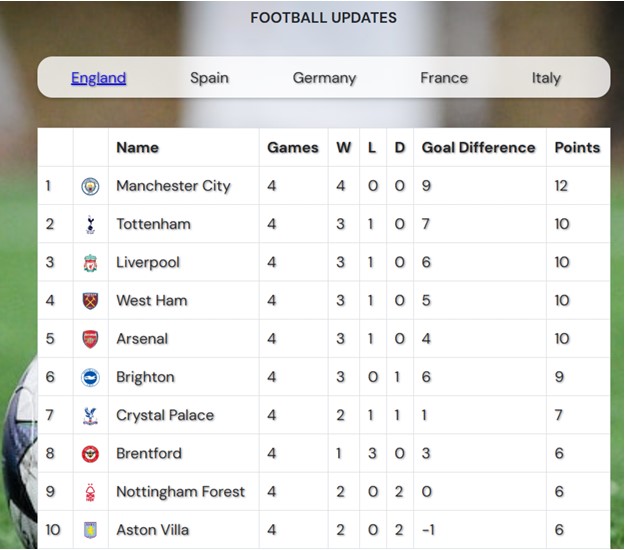 FOOTBALL UPDATES
England Spain Germany France Italy
Name Games W L D Goal Difference Points
1 Manchester City 4 4 0 0 9 12
2 Tottenham 4 3 1 0 7 10
3 Liverpool 4 3 1 0 6 10
4 West Ham 4 3 1 0 5 10
5 Arsenal 4 3 1 0 4 10
6 Brighton 4 3 0 1 6 9
7 Crystal Palace 4 2 1 1 1 7
8 Brentford 4 1 3 0 3 6
9 Nottingham Forest 4 2 0 2 0 6
10 Aston Villa 4 2 0 2 -1 6